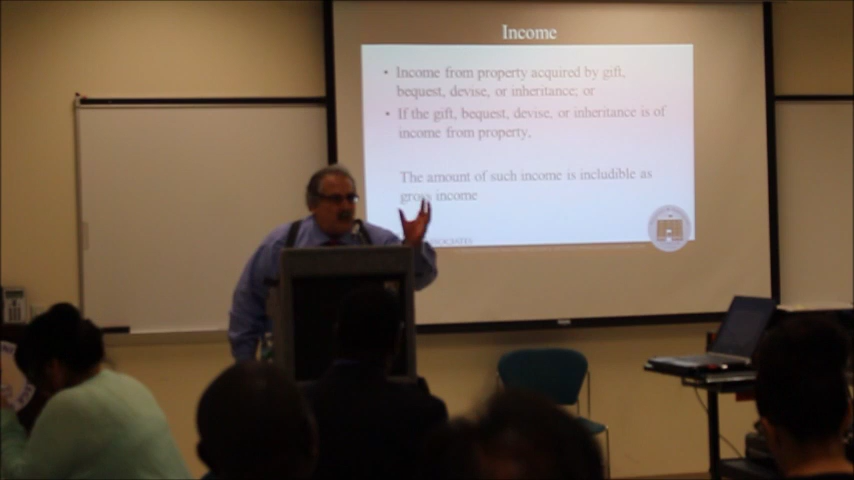 Income
• Income from property acquired by gift,
bequest, devise, or inheritance; or
• If the gift, bequest, devise, or inheritance is of
income from property,
The amount of such income is includible as
gross income